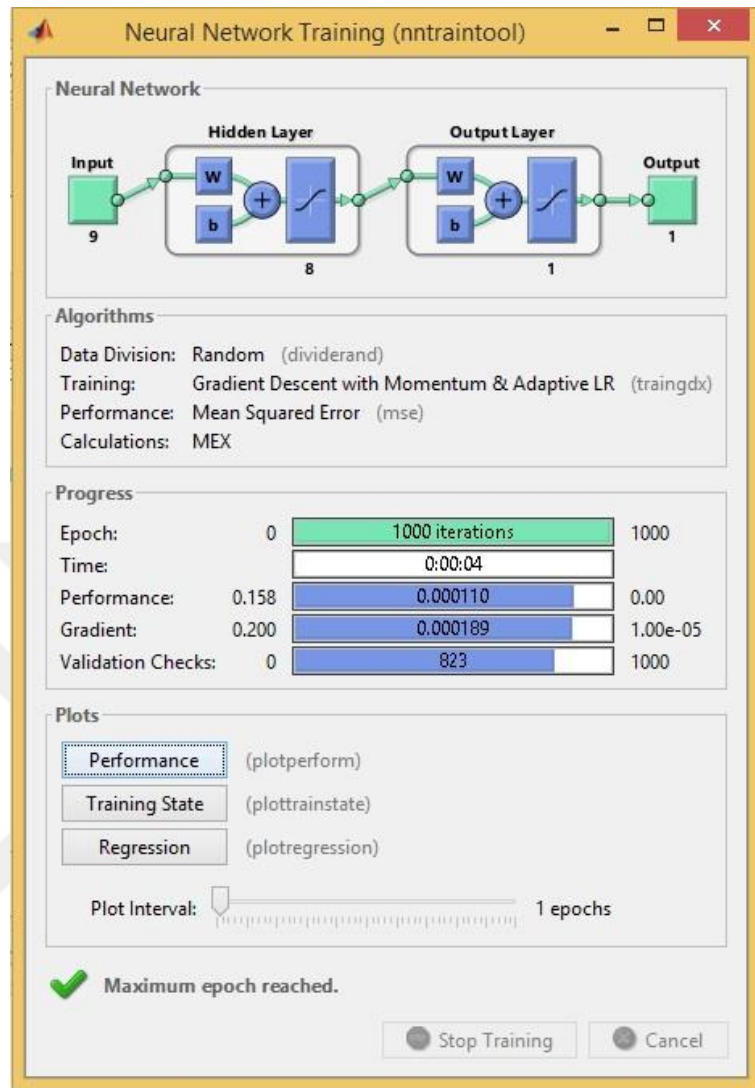 Neural Network Training (nntraintool)
Neural Network
Hidden Layer Output Layer
Input Output
W W
b b
9 8 1 1
Algorithms
Data Division: Random (dividerand)
Training: Gradient Descent with Momentum & Adaptive LR (traingdx)
Performance: Mean Squared Error (mse)
Calculations: MEX
Progress
Epoch: 0 1000 iterations 1000
Time: 0:00:04
Performance: 0.158 0.000110 0.00
Gradient: 0.200 0.000189 1.00e-05
Validation Checks: 0 823 1000
Plots
Performance (plotperform)
Training State (plottrainstate)
Regression (plotregression)
Plot Interval: 1 epochs
Maximum epoch reached.
Stop Training Cancel